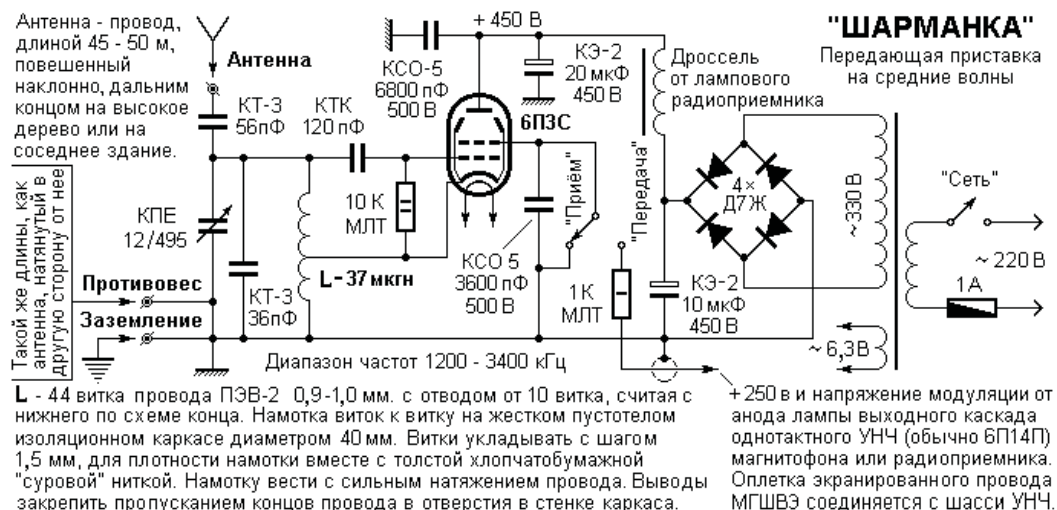 Антенна - провод,
длиной 45 - 50 м,
повешенный
наклонно, дальним
концом на высокое
дерево или на
соседнее здание.
Антенна
КТ-3
56пФ
КТК
120 пФ
КСО-5
6800 пФ
500 В
+ 450 В
КЭ-2
20 мкФ
450 В
6П3С
Дроссель
от лампового
радиоприемника
"ШАРМАНКА"
Передающая приставка
на средние волны
Такой же длины, как
антенна, натянутый в
другую сторону от нее
КПЕ
12/495
10 К
МЛТ
"Приём"
"Передача"
4×
Д7Ж
~330 В
"Сеть"
~ 220В
1А
Противовес
Заземление
КТ-3
36пФ
L - 37 мкгн
КСО 5
3600 пФ
500 В
1К
МЛТ
КЭ-2
10 мкФ
450 В
~ 6,3В
Диапазон частот 1200 - 3400 кГц
L - 44 витка провода ПЭВ-2 0,9-1,0 мм. с отводом от 10 витка, считая с
нижнего по схеме конца. Намотка виток к витку на жестком пустотелом
изоляционном каркасе диаметром 40 мм. Витки укладывать с шагом
1,5 мм, для плотности намотки вместе с толстой хлопчатобумажной
"суровой" ниткой. Намотку вести с сильным натяжением провода. Выводы
закрепить пропусканием концов провода в отверстия в стенке каркаса.
+ 250 в и напряжение модуляции от
анода лампы выходного каскада
однотактного УНЧ (обычно 6П14П)
магнитофона или радиоприемника.
Оплетка экранированного провода
МГШВЭ соединяется с шасси УНЧ.